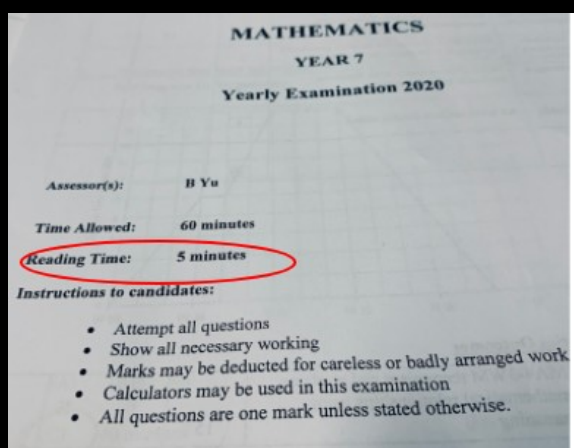 MATHEMATICS
YEAR 7
Yearly Examination 2020
Assessor(s): B Yu
Time Allowed: 60 minutes
Reading Time: 5 minutes
Instructions to candidates:
• Attempt all questions
• Show all necessary working
• Marks may be deducted for careless or badly arranged work
• Calculators may be used in this examination
• All questions are one mark unless stated otherwise.